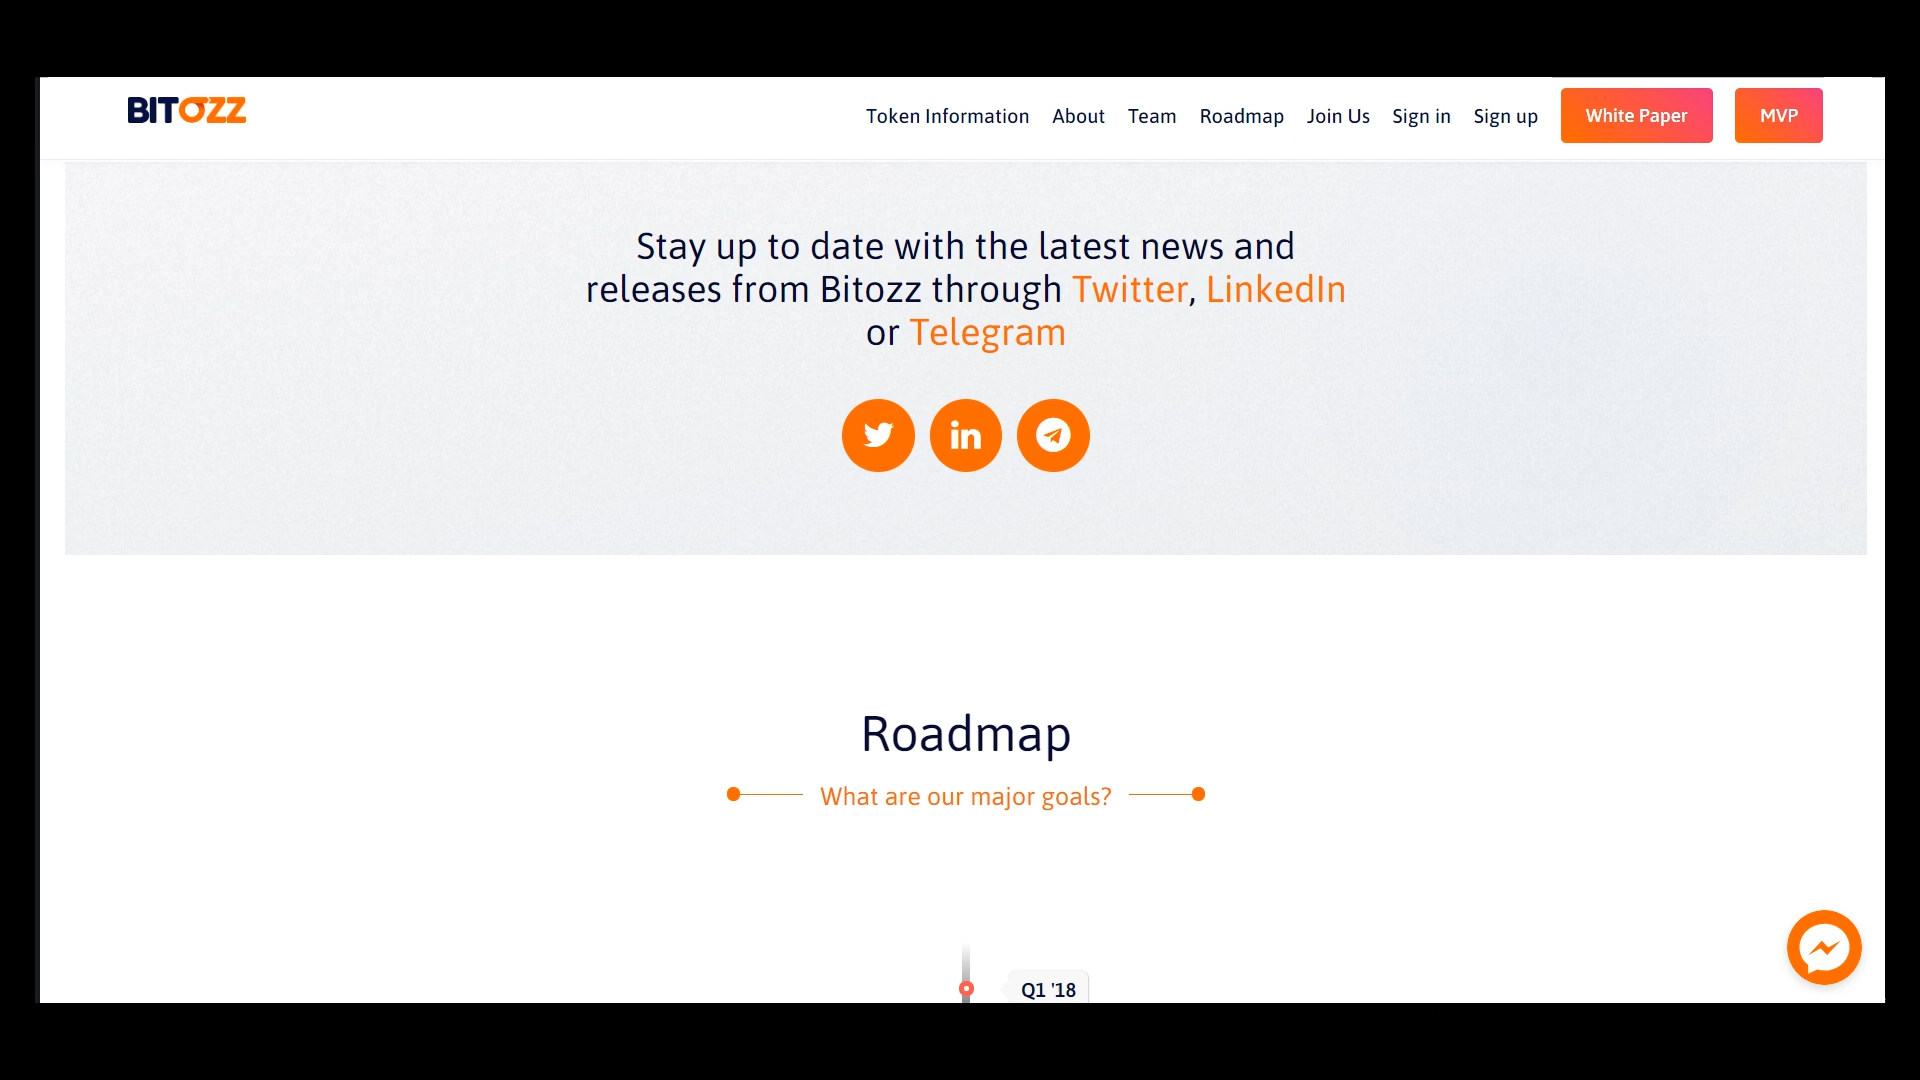 BITOZZ
Token Information About Team Roadmap Join Us Sign in Sign up White Paper MVP
Stay up to date with the latest news and
releases from Bitozz through Twitter, LinkedIn
or Telegram
in
Roadmap
What are our major goals?
Q1 '18